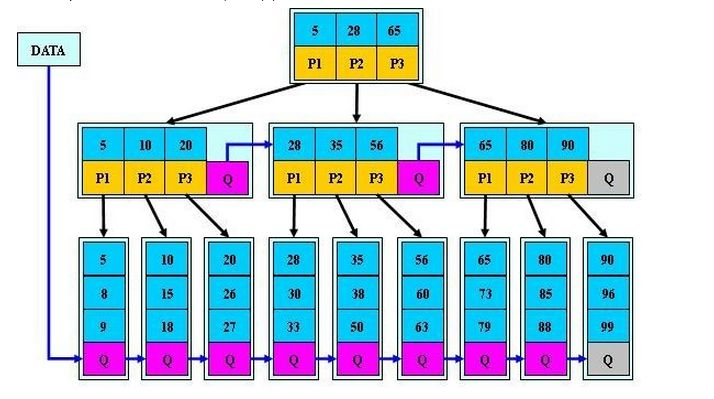 5 28 65
DATA
P1 P2 P3
5 10 20 28 35 56 65 80 90
P1 P2 P3 Q P1 P2 P3 Q P1 P2 P3 Q
5 10 20 28 35 56 65 80 90
8 15 26 30 38 60 73 85 96
9 18 27 33 50 63 79 88 99
Q Q Q Q Q Q Q Q Q